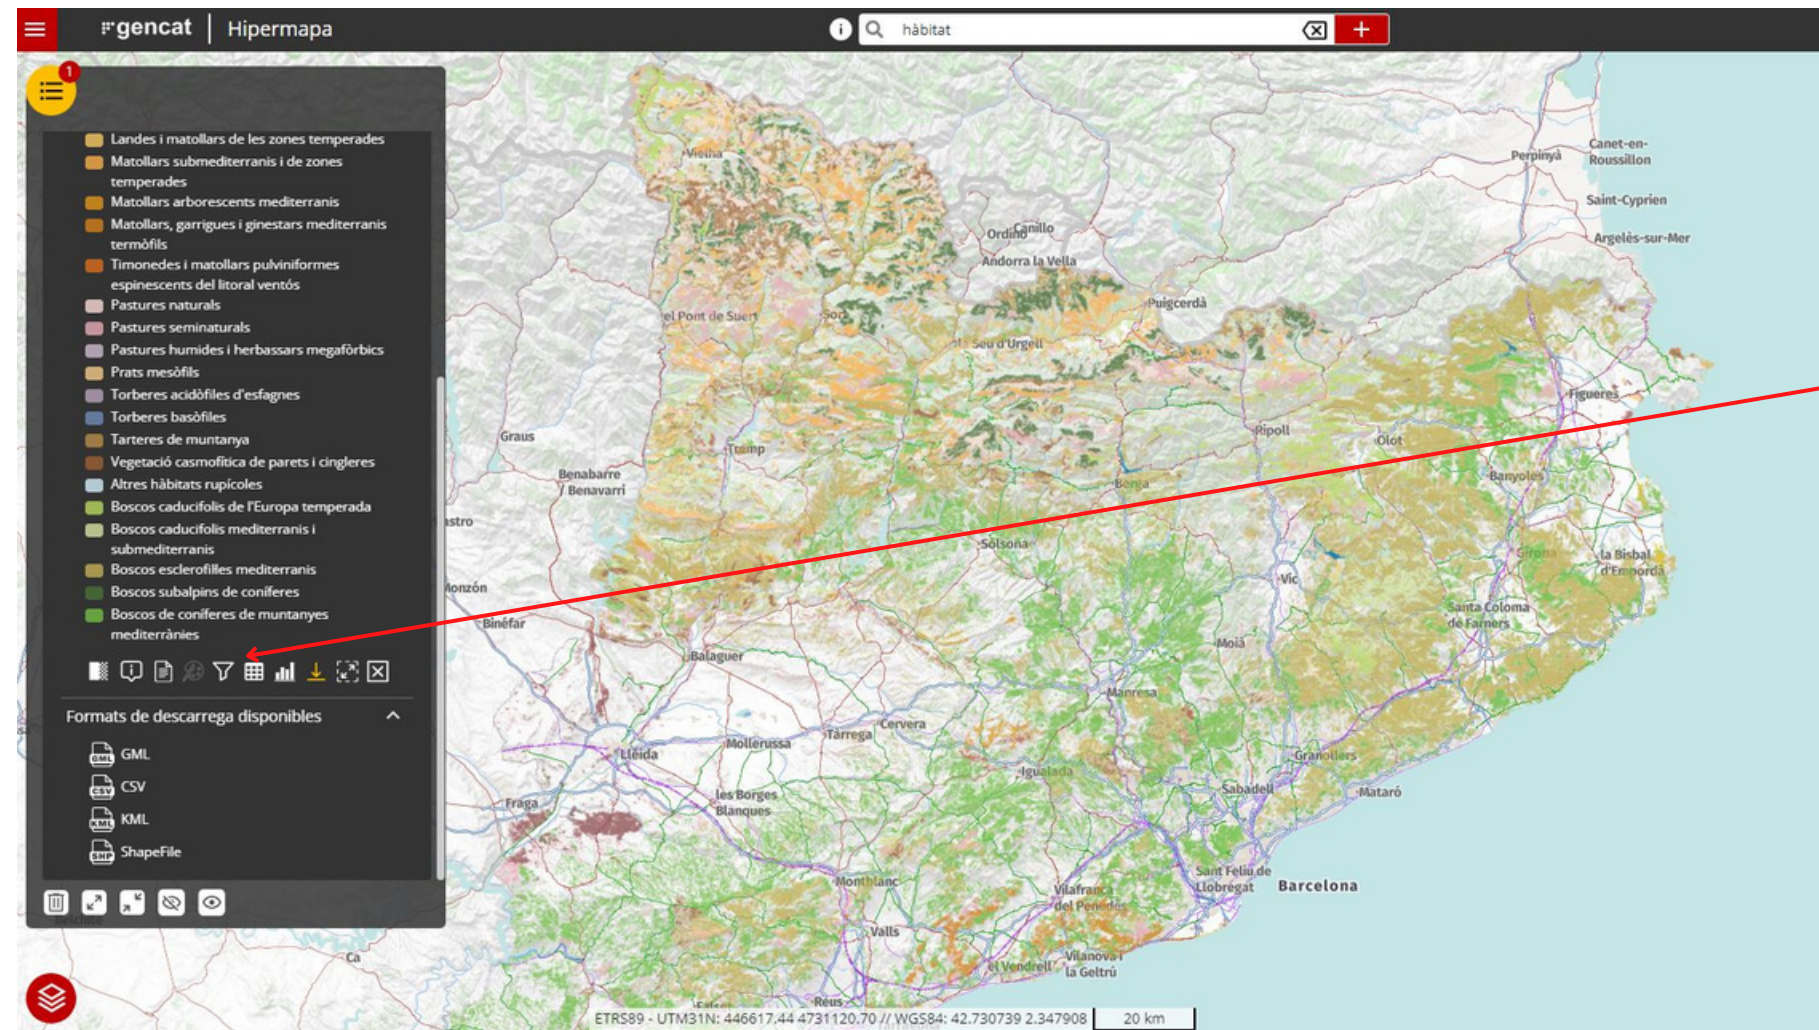 gencat | Hipermapa
hàbitat
1
Landes i matollars de les zones temperades
Matollars submediterranis i de zones
temperades
Matollars arborescents mediterranis
Matollars, garrigues i ginestars mediterranis
termòfils
Timonedes i matollars pulviniformes
espinescents del litoral ventós
Pastures naturals
Pastures seminaturals
Pastures humides i herbassars megafòrbics
Prats mesòfils
Torberes acidòfiles d'esfagnes
Torberes basòfiles
Tarteres de muntanya
Vegetació casmofítica de parets i cingleres
Altres hàbitats rupícoles
Boscos caducifolis de l'Europa temperada
Boscos caducifolis mediterranis i
submediterranis
Boscos esclerofil·les mediterranis
Boscos subalpins de coníferes
Boscos de coníferes de muntanyes
mediterrànies
Formats de descarrega disponibles
GML
GML
CSV
CSV
KML
KML
SHP
ShapeFile
Vielha
Canet-en-
Roussillon
Perpinyà
Saint-Cyprien
Argelès-sur-Mer
Canillo
Ordino
Andorra la Vella
Puigcerdà
el Pont de Suert
Sort
Seu d'Urgell
Figueres
Graus
Tremp
Ripoll
Olot
Benabarre
/ Benavarri
Berga
Banyoles
Solsona
la Bisbal
d'Empordà
Girona
Monzón
Vic
Binéfar
Santa Coloma
de Farners
Balaguer
Moià
Manresa
Cervera
Tàrrega
Mollerussa
Lleida
Igualada
Granollers
les Borges
Blanques
Sabadell
Mataró
Fraga
Sant Feliu de
Llobregat
Barcelona
Montblanc
Vilafranca
del Penedès
Valls
Vilanova i
la Geltrú
el Vendrell
Ca
Reus
ETRS89 - UTM31N: 446617,44 4731120,70 // WGS84: 42.730739 2.347908
20 km